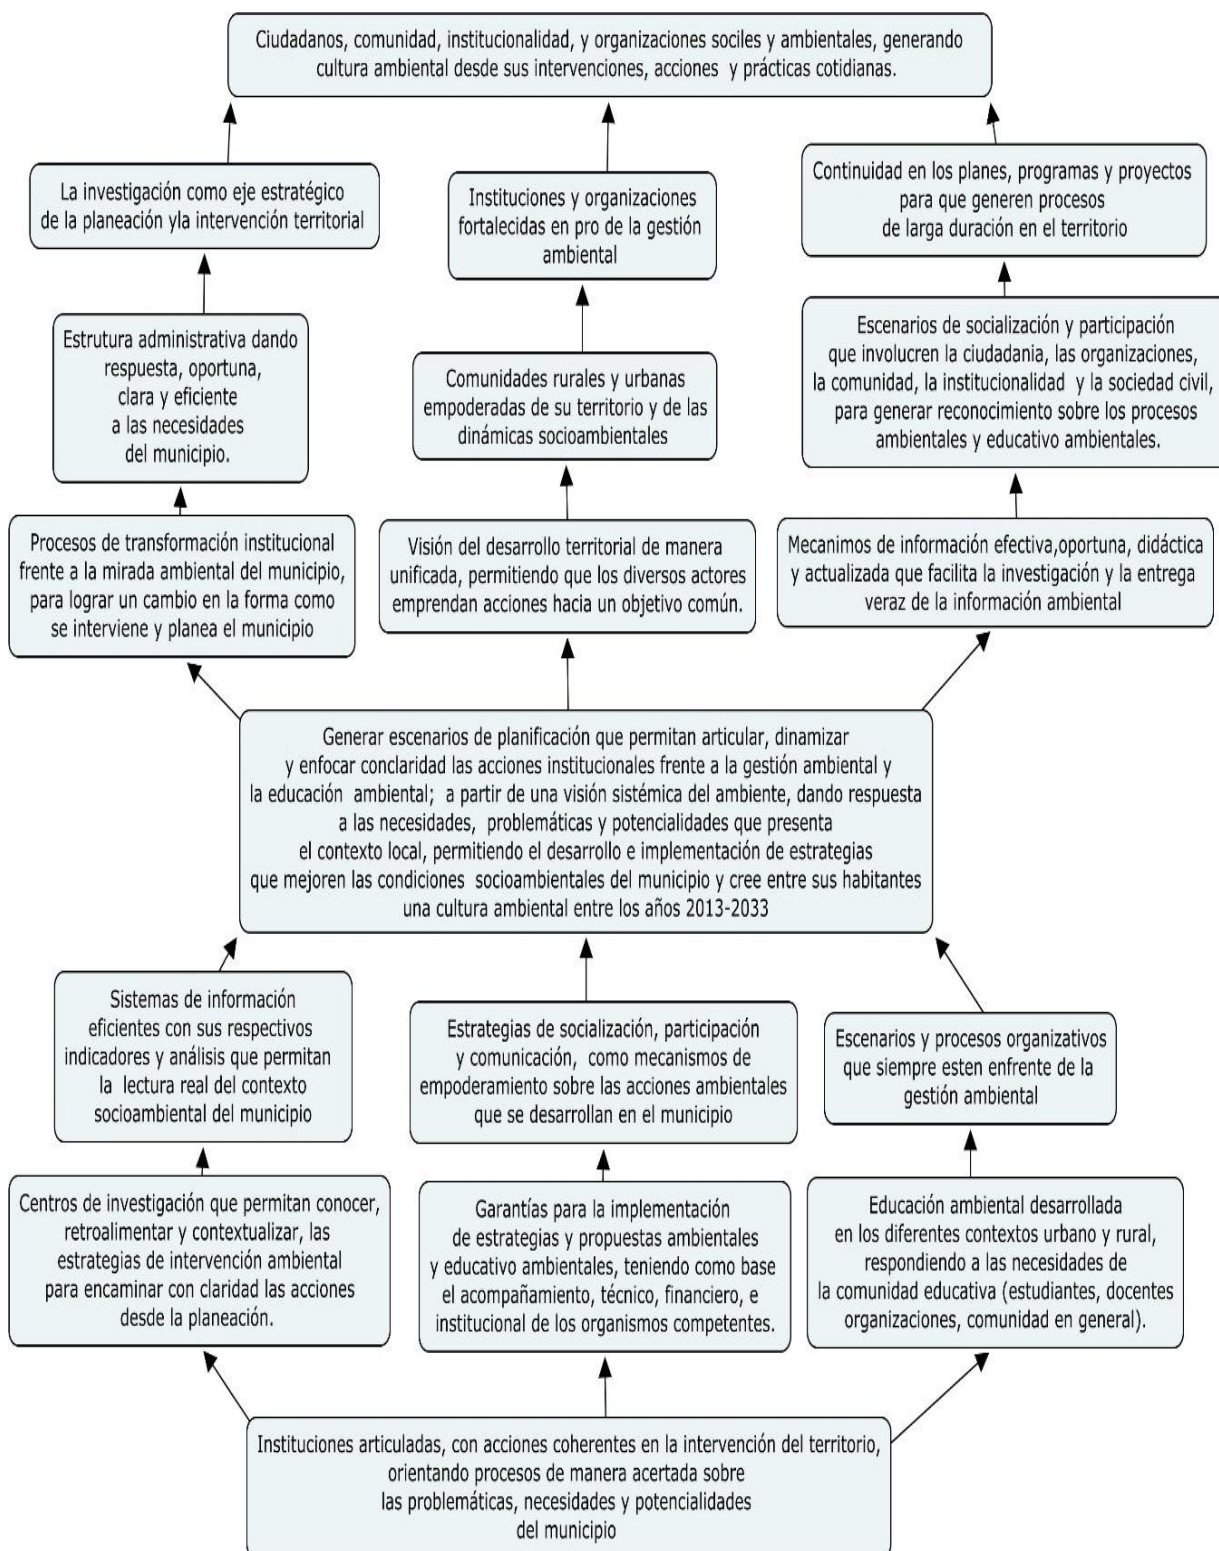 Ciudadanos, comunidad, institucionalidad, y organizaciones sociles y ambientales, generando
cultura ambiental desde sus intervenciones, acciones y prácticas cotidianas.
La investigación como eje estratégico
de la planeación yla intervención territorial
Instituciones y organizaciones
fortalecidas en pro de la gestión
ambiental
Continuidad en los planes, programas y proyectos
para que generen procesos
de larga duración en el territorio
Estrutura administrativa dando
respuesta, oportuna,
clara y eficiente
a las necesidades
del municipio.
Comunidades rurales y urbanas
empoderadas de su territorio y de las
dinámicas socioambientales
Escenarios de socialización y participación
que involucren la ciudadania, las organizaciones,
la comunidad, la institucionalidad y la sociedad civil,
para generar reconocimiento sobre los procesos
ambientales y educativo ambientales.
Procesos de transformación institucional
frente a la mirada ambiental del municipio,
para lograr un cambio en la forma como
se interviene y planea el municipio
Visión del desarrollo territorial de manera
unificada, permitiendo que los diversos actores
emprendan acciones hacia un objetivo común.
Mecanimos de información efectiva,oportuna, didáctica
y actualizada que facilita la investigación y la entrega
veraz de la información ambiental
Generar escenarios de planificación que permitan articular, dinamizar
y enfocar conclaridad las acciones institucionales frente a la gestión ambiental y
la educación ambiental; a partir de una visión sistémica del ambiente, dando respuesta
a las necesidades, problemáticas y potencialidades que presenta
el contexto local, permitiendo el desarrollo e implementación de estrategias
que mejoren las condiciones socioambientales del municipio y cree entre sus habitantes
una cultura ambiental entre los años 2013-2033
Sistemas de información
eficientes con sus respectivos
indicadores y análisis que permitan
la lectura real del contexto
socioambiental del municipio
Estrategias de socialización, participación
y comunicación, como mecanismos de
empoderamiento sobre las acciones ambientales
que se desarrollan en el municipio
Escenarios y procesos organizativos
que siempre esten enfrente de la
gestión ambiental
Centros de investigación que permitan conocer,
retroalimentar y contextualizar, las
estrategias de intervención ambiental
para encaminar con claridad las acciones
desde la planeación.
Garantías para la implementación
de estrategias y propuestas ambientales
y educativo ambientales, teniendo como base
el acompañamiento, técnico, financiero, e
institucional de los organismos competentes.
Educación ambiental desarrollada
en los diferentes contextos urbano y rural,
respondiendo a las necesidades de
la comunidad educativa (estudiantes, docentes
organizaciones, comunidad en general).
Instituciones articuladas, con acciones coherentes en la intervención del territorio,
orientando procesos de manera acertada sobre
las problemáticas, necesidades y potencialidades
del municipio